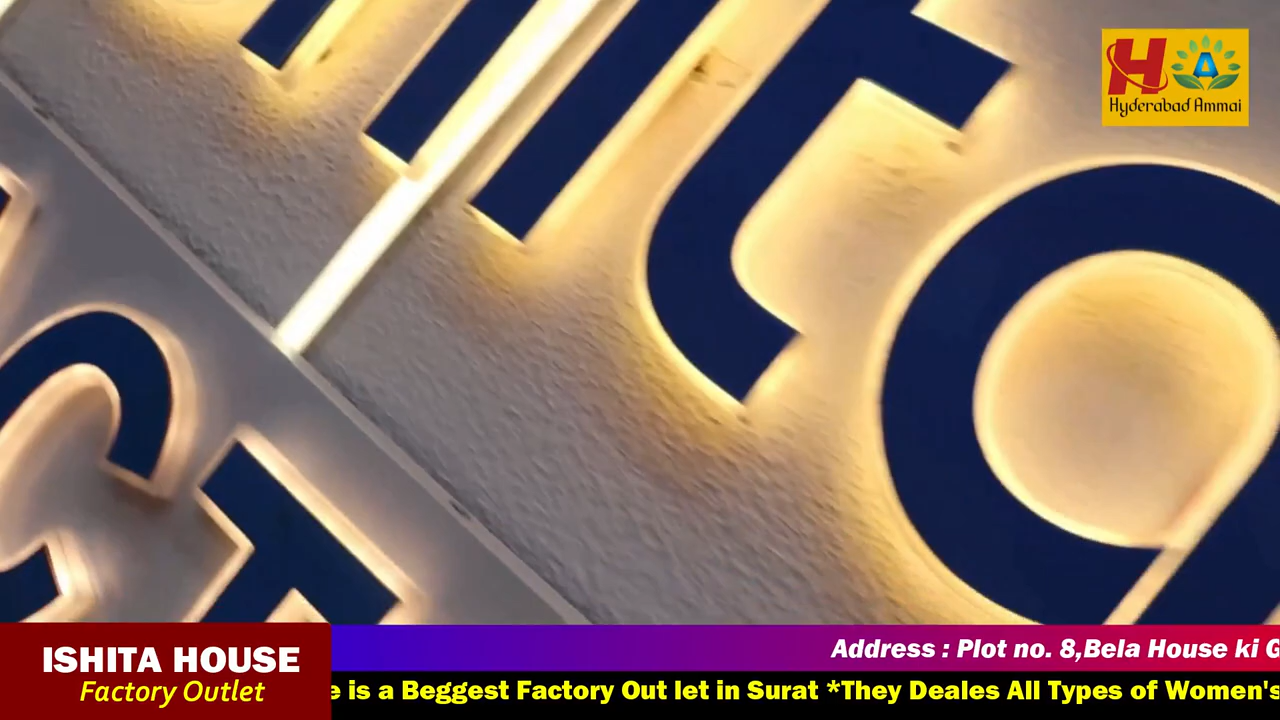 ita
Hyderabad Ammai
ISHITA HOUSE
Factory Outlet
Address : Plot no. 8,Bela House ki G
e is a Beggest Factory Out let in Surat *They Deales All Types of Women's